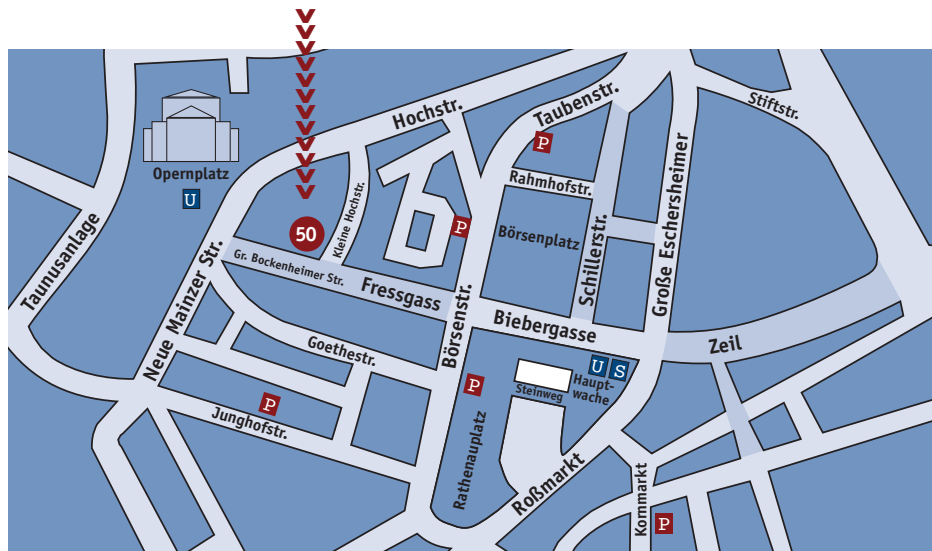 Hochstr.
Taubenstr.
Stiftstr.
P
Opernplatz
U
Rahmhofstr.
Kleine Hochstr.
50
P
Börsenplatz
Schillerstr.
Große Eschersheimer
Taunusanlage
Neue Mainzer Str.
Gr. Bockenheimer Str.
Fressgass
Börsenstr.
Biebergasse
Zeil
Goethestr.
U
S
Haupt-
wache
Steinweg
P
P
Junghofstr.
Rathenauplatz
Roßmarkt
Kornmarkt
P